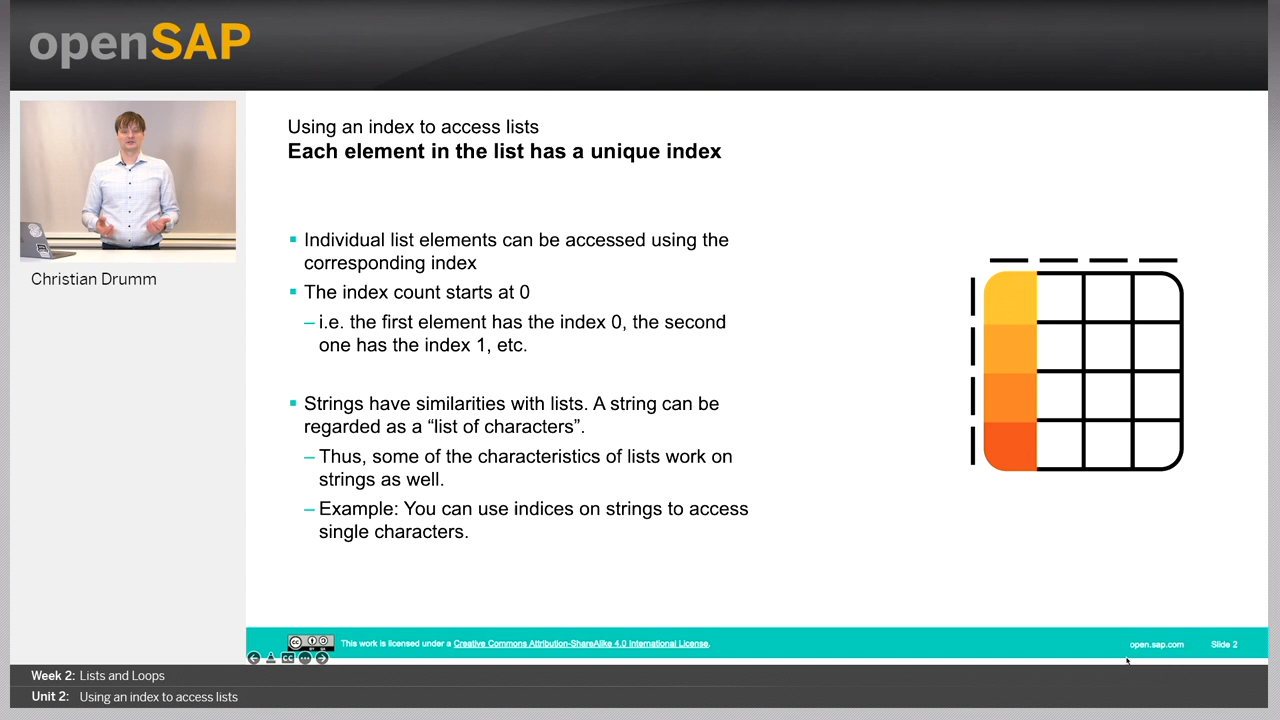 openSAP
Christian Drumm
Using an index to access lists
Each element in the list has a unique index
▪ Individual list elements can be accessed using the
corresponding index
▪ The index count starts at 0
– i.e. the first element has the index 0, the second
one has the index 1, etc.
▪ Strings have similarities with lists. A string can be
regarded as a “list of characters”.
– Thus, some of the characteristics of lists work on
strings as well.
– Example: You can use indices on strings to access
single characters.
This work is licensed under a Creative Commons Attribution-ShareAlike 4.0 International License.
open.sap.com
Slide 2
Week 2: Lists and Loops
Unit 2: Using an index to access lists